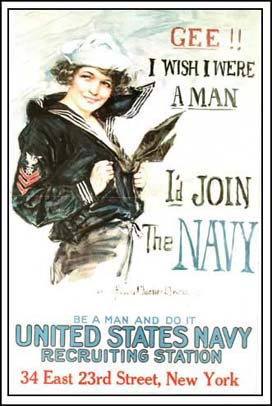 GEE !!
I WISH I WERE
A MAN
I'D JOIN
The NAVY
BE A MAN AND DO IT
UNITED STATES NAVY
RECRUITING STATION
34 East 23rd Street, New York